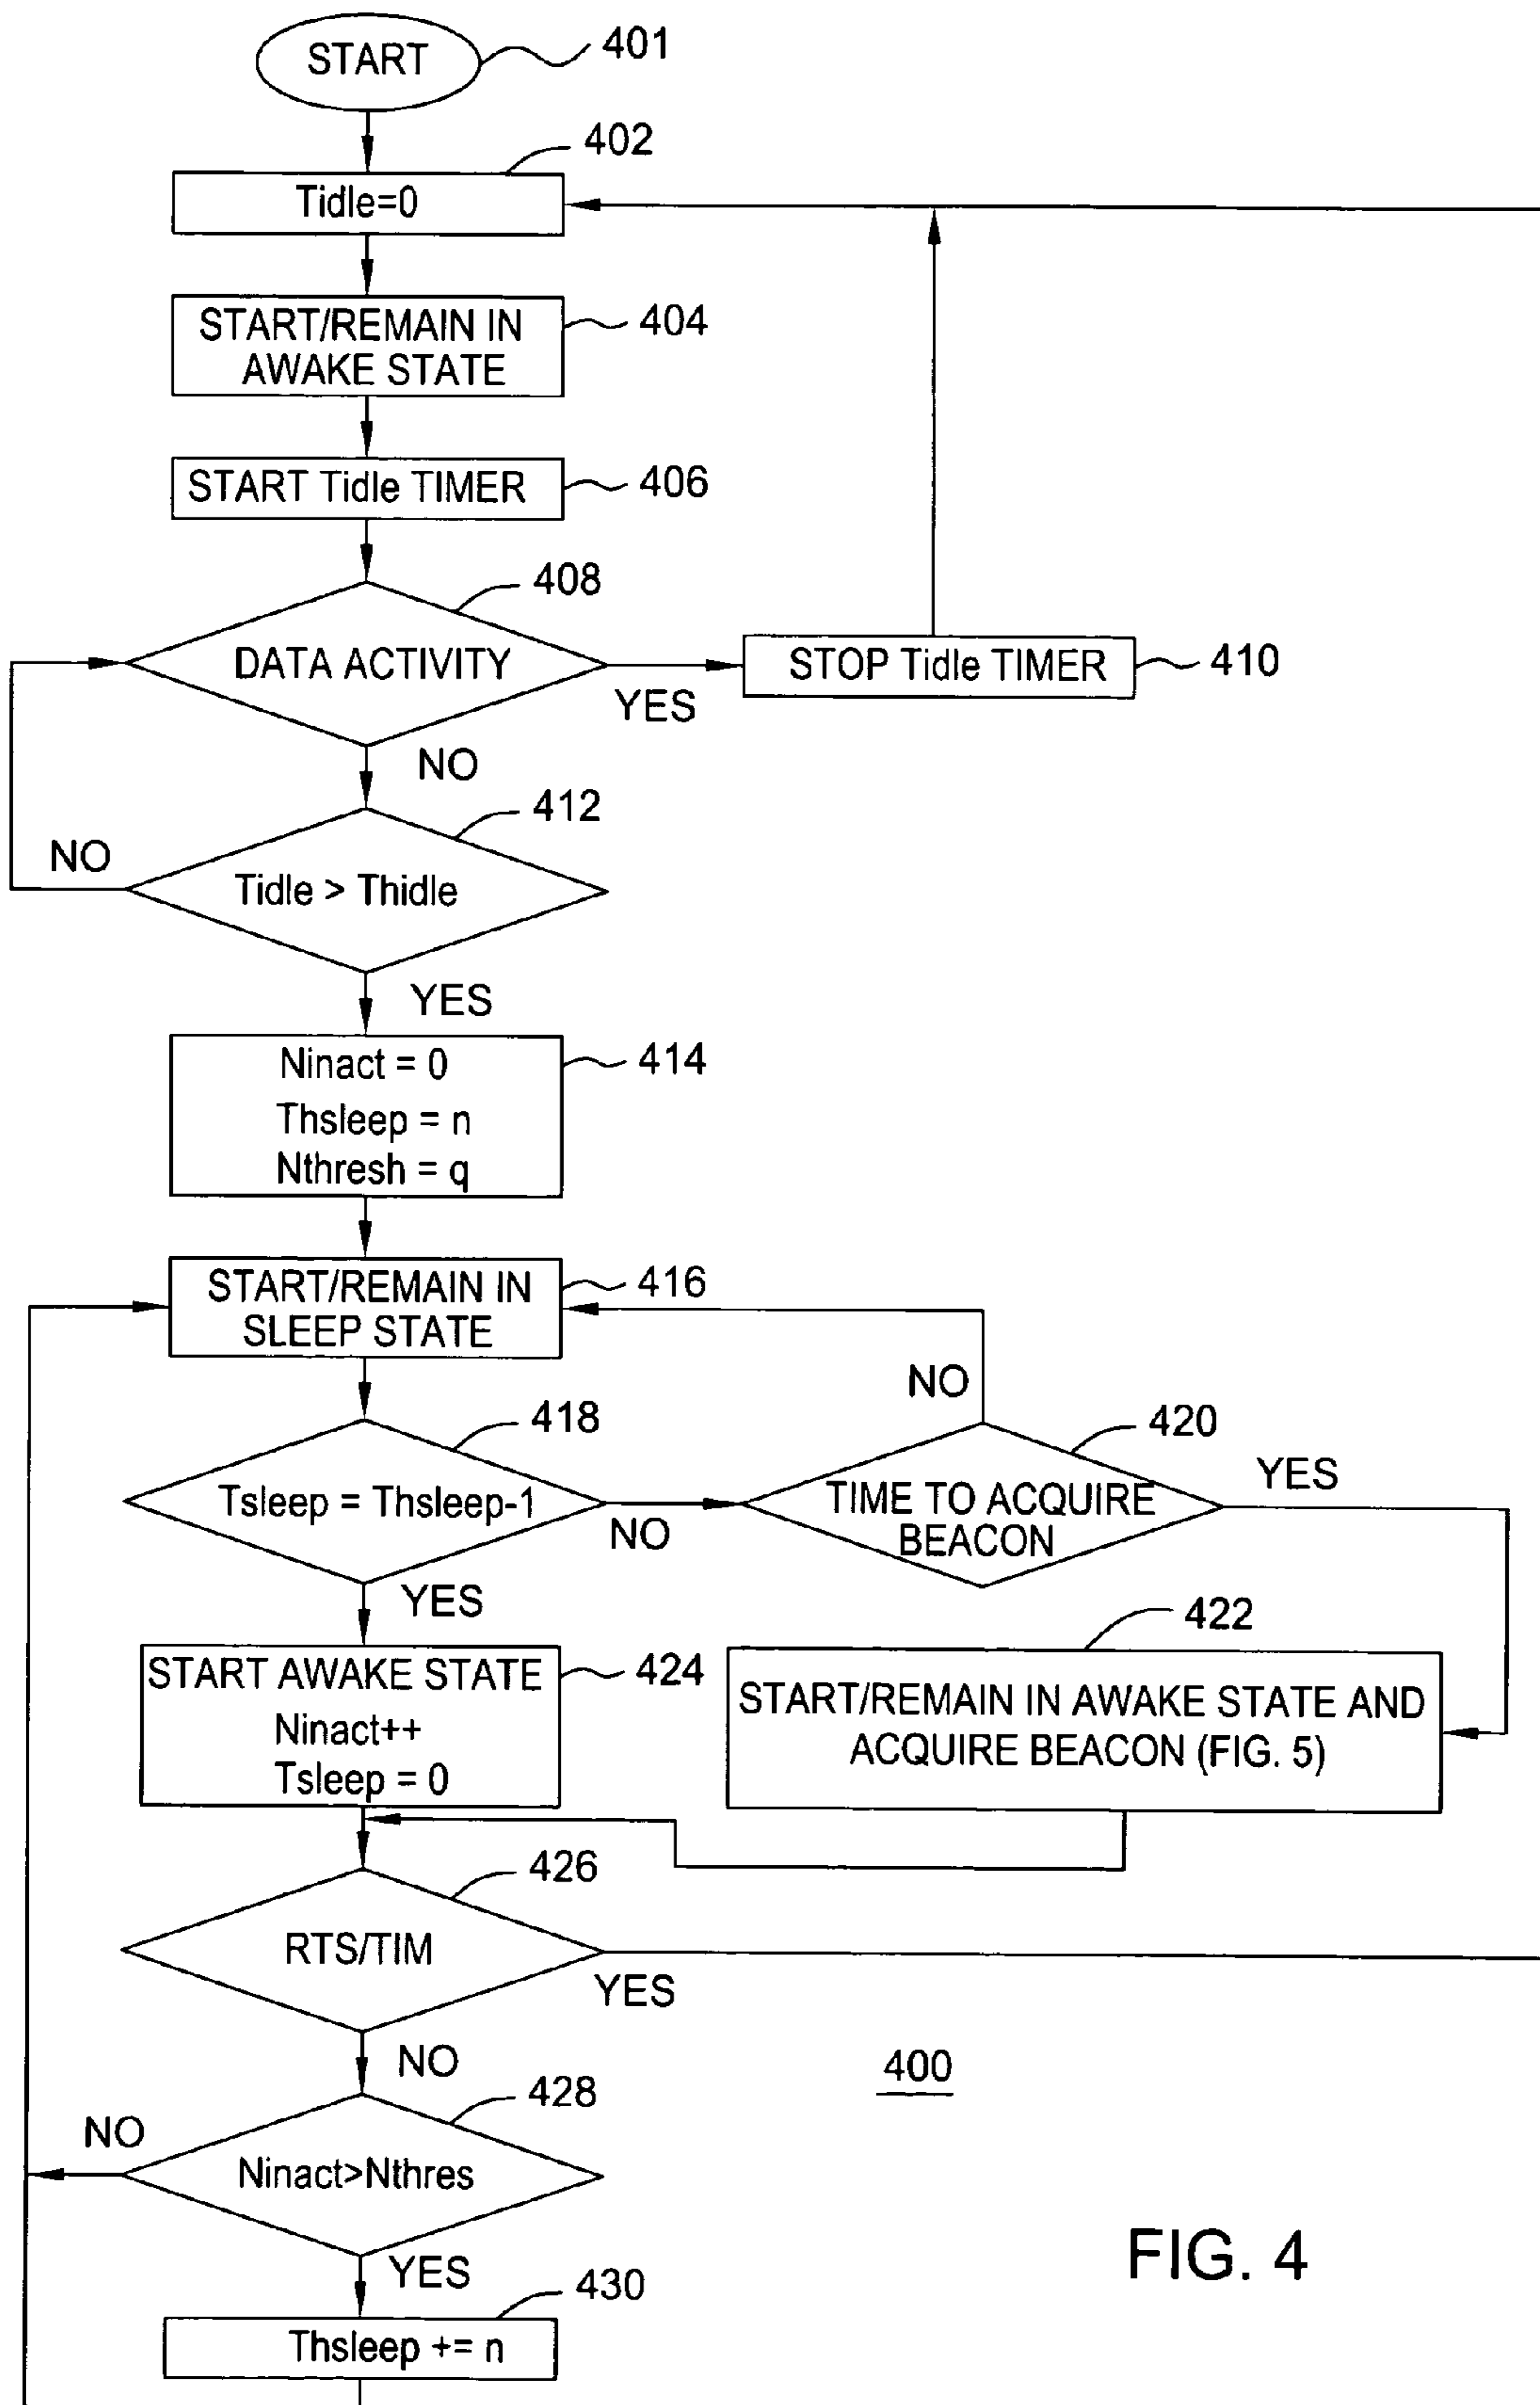 START
401
402
Tidle=0
START/REMAIN IN
AWAKE STATE
404
START Tidle TIMER
406
408
DATA ACTIVITY
YES
STOP Tidle TIMER
410
NO
412
NO
Tidle > Thidle
YES
Ninact = 0
Thsleep = n
Nthresh = q
414
START/REMAIN IN
SLEEP STATE
416
NO
418
420
Tsleep = Thsleep-1
NO
TIME TO ACQUIRE
BEACON
YES
YES
422
START AWAKE STATE
Ninact++
Tsleep = 0
424
START/REMAIN IN AWAKE STATE AND
ACQUIRE BEACON (FIG. 5)
426
RTS/TIM
YES
NO
400
428
NO
Ninact>Nthres
YES
430
Thsleep += n
FIG. 4